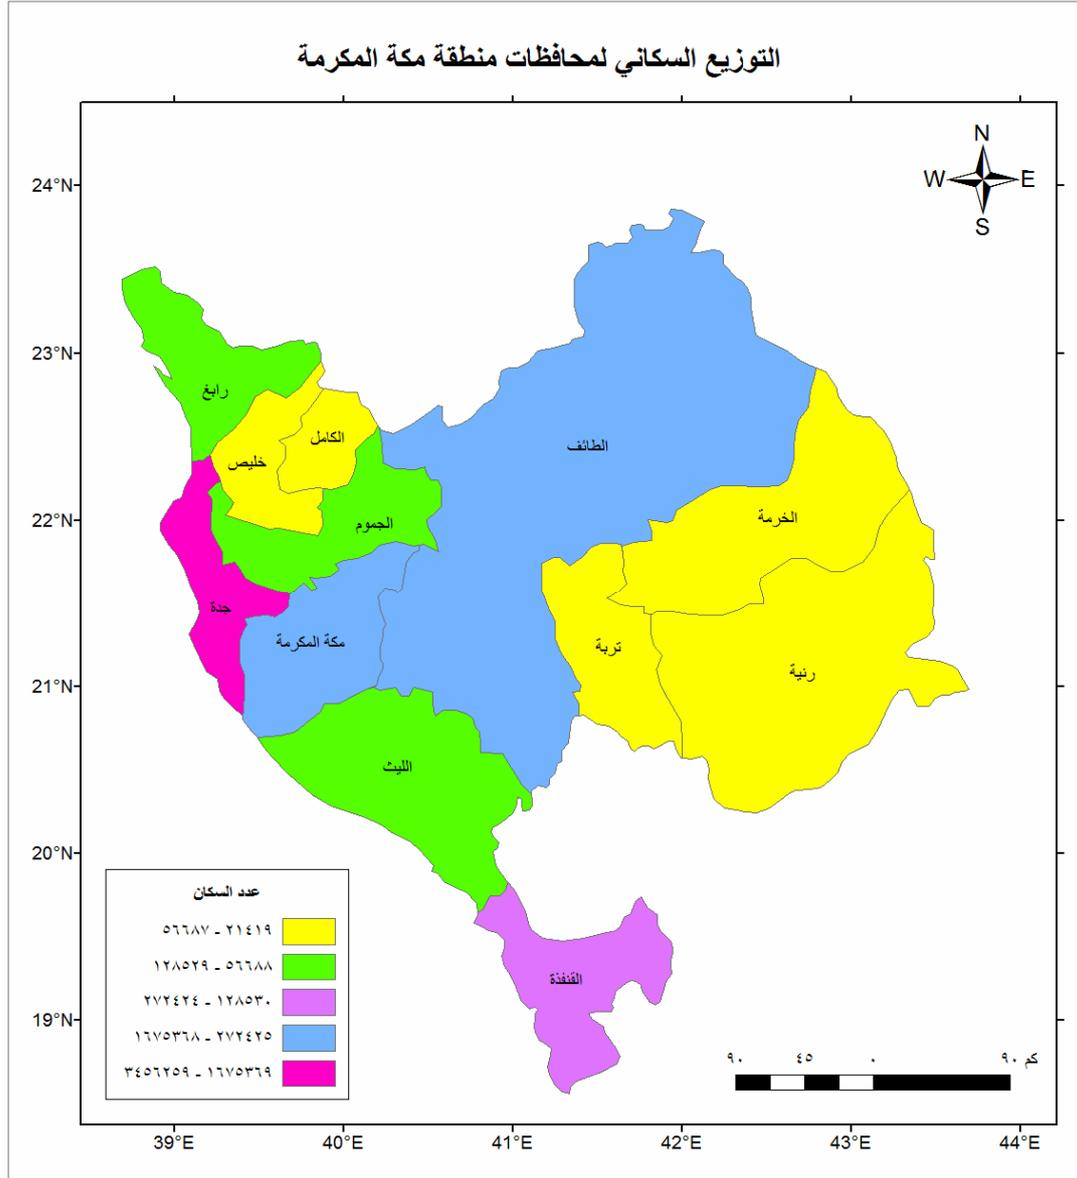 التوزيع السكاني لمحافظات منطقة مكة المكرمة
N
W E
S
24°N
23°N
22°N
21°N
20°N
19°N
رابغ
الكامل
خليص
الطائف
الجموم
الخرمة
جدة
مكة المكرمة
تربة
رنية
الليث
القنفذة
عدد السكان
٢١٤١٩ - ٥٦٦٨٧
٥٦٦٨٨ - ١٢٨٥٢٩
١٢٨٥٣٠ - ٢٧٢٤٢٤
٢٧٢٤٢٥ - ١٦٧٥٣٦٨
١٦٧٥٣٦٩ - ٣٤٥٦٢٥٩
٩٠ ٤٥ ٠ ٩٠ كم
39°E 40°E 41°E 42°E 43°E 44°E